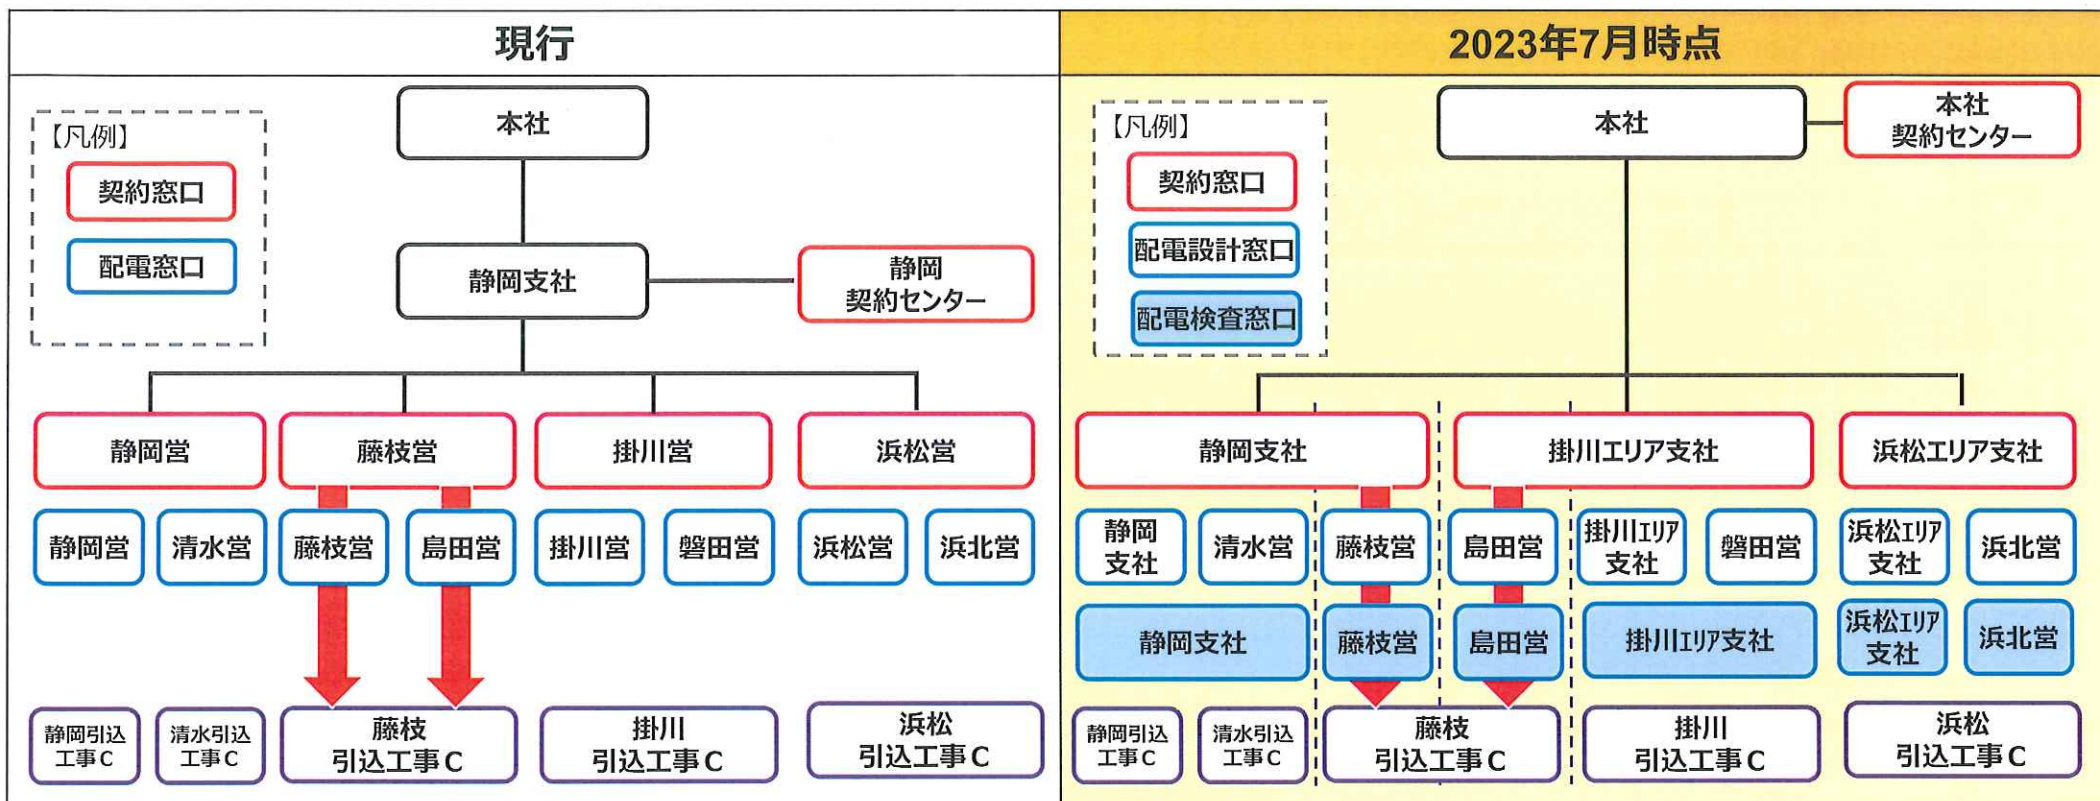 現行
【凡例】
契約窓口
配電窓口
本社
静岡支社
静岡
契約センター
静岡営
藤枝営
掛川営
浜松営
静岡営
清水営
藤枝営
島田営
掛川営
磐田営
浜松営
浜北営
静岡引込
工事C
清水引込
工事C
藤枝
引込工事C
掛川
引込工事C
浜松
引込工事C
2023年7月時点
【凡例】
契約窓口
配電設計窓口
配電検査窓口
本社
本社
契約センター
静岡支社
掛川エリア支社
浜松エリア支社
静岡
支社
清水営
藤枝営
島田営
掛川エリア
支社
磐田営
浜松エリア
支社
浜北営
静岡支社
藤枝営
島田営
掛川エリア支社
浜松エリア
支社
浜北営
静岡引込
工事C
清水引込
工事C
藤枝
引込工事C
掛川
引込工事C
浜松
引込工事C